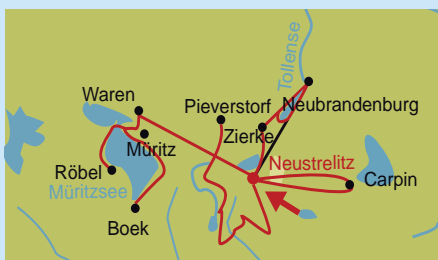 Tollense
Waren
Pieverstorf
Neubrandenburg
Zierke
Müritz
Neustrelitz
Röbel
Müritzsee
Carpin
Boek